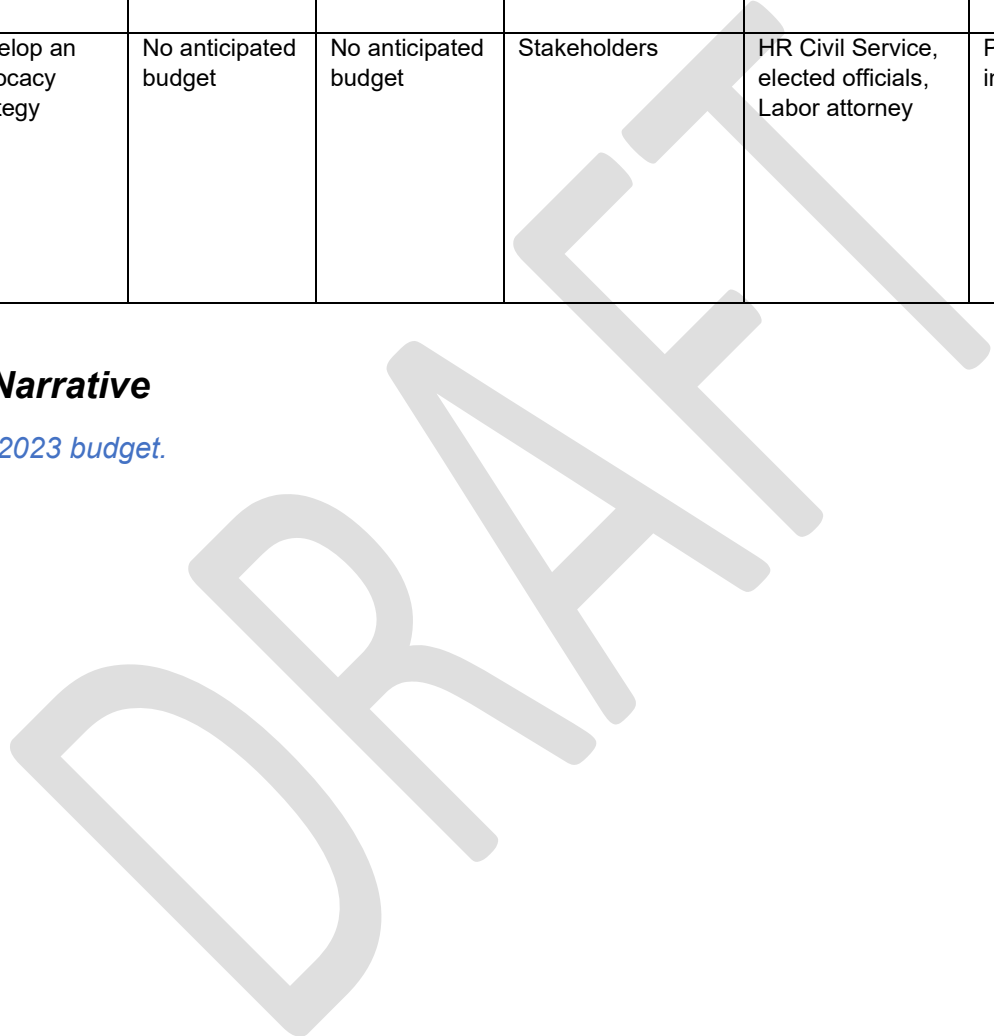 elop an No anticipated No anticipated Stakeholders HR Civil Service,
ocacy budget budget elected officials,
tegy Labor attorney
Narrative
2023 budget.
DRAFT